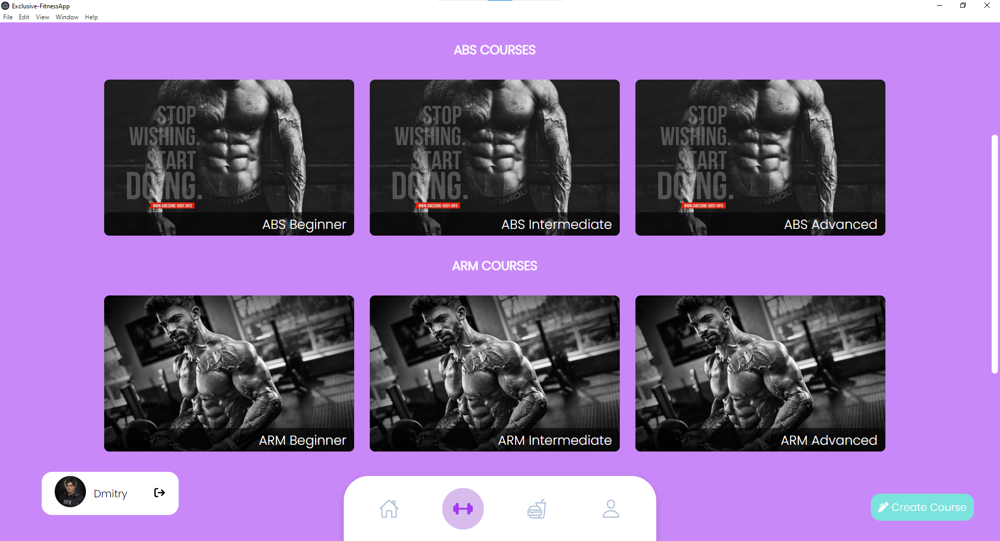 Exclusive-FitnessApp
File Edit View Window Help
ABS COURSES
STOP
WISHING.
START
DOING.
WWW.AWESOME-BODY.INFO
ABS Beginner
STOP
WISHING.
START
DOING.
WWW.AWESOME-BODY.INFO
ABS Intermediate
STOP
WISHING.
START
DOING.
WWW.AWESOME-BODY.INFO
ABS Advanced
ARM COURSES
ARM Beginner
ARM Intermediate
ARM Advanced
R.P.D.
Dmitry
Create Course